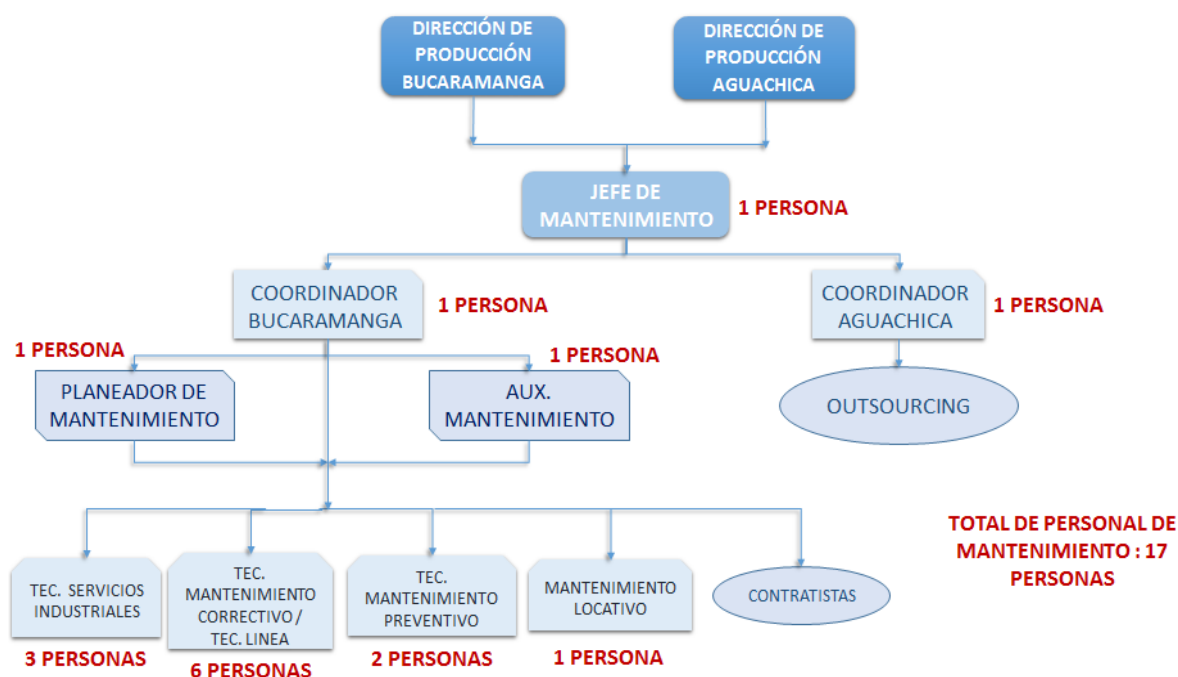 DIRECCIÓN DE
PRODUCCIÓN
BUCARAMANGA
DIRECCIÓN DE
PRODUCCIÓN
AGUACHICA
JEFE DE
MANTENIMIENTO
1 PERSONA
COORDINADOR
BUCARAMANGA
1 PERSONA
COORDINADOR
AGUACHICA
1 PERSONA
1 PERSONA
PLANEADOR DE
MANTENIMIENTO
1 PERSONA
AUX.
MANTENIMIENTO
OUTSOURCING
TOTAL DE PERSONAL DE
MANTENIMIENTO : 17
PERSONAS
TEC. SERVICIOS
INDUSTRIALES
3 PERSONAS
TEC.
MANTENIMIENTO
CORRECTIVO /
TEC. LINEA
6 PERSONAS
TEC.
MANTENIMIENTO
PREVENTIVO
2 PERSONAS
MANTENIMIENTO
LOCATIVO
1 PERSONA
CONTRATISTAS